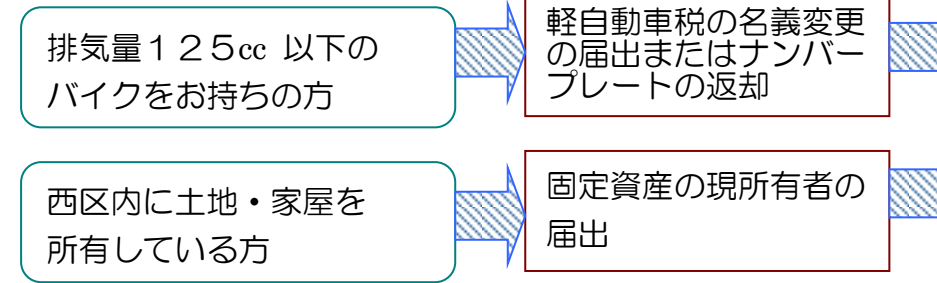 排気量１２５cc 以下の
バイクをお持ちの方
軽自動車税の名義変更
の届出またはナンバー
プレートの返却
西区内に土地・家屋を
所有している方
固定資産の現所有者の
届出